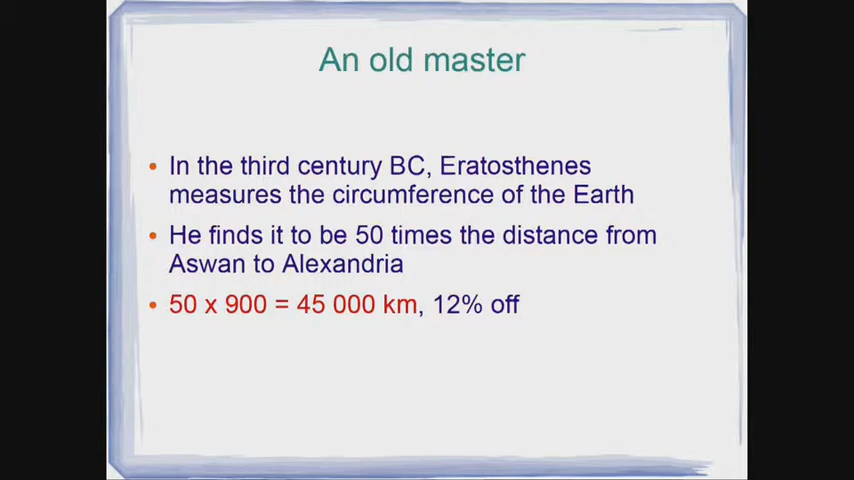 An old master
• In the third century BC, Eratosthenes
measures the circumference of the Earth
• He finds it to be 50 times the distance from
Aswan to Alexandria
• 50 x 900 = 45 000 km, 12% off